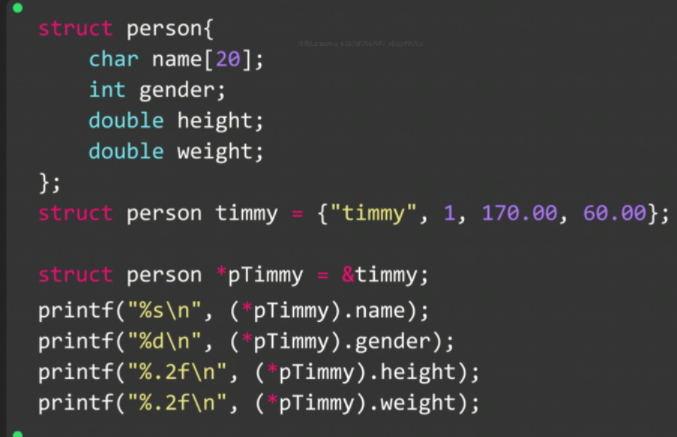 struct person{
    char name[20];
    int gender;
    double height;
    double weight;
};
struct person timmy = {"timmy", 1, 170.00, 60.00};
struct person *pTimmy = &timmy;
printf("%s\n", (*pTimmy).name);
printf("%d\n", (*pTimmy).gender);
printf("%.2f\n", (*pTimmy).height);
printf("%.2f\n", (*pTimmy).weight);